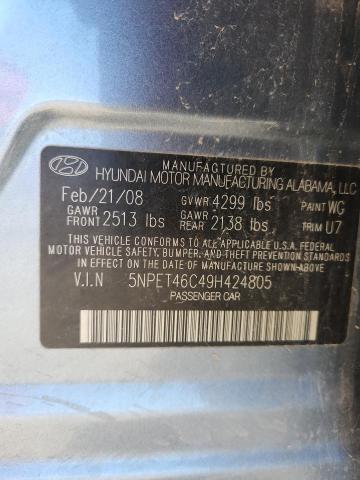 MANUFACTURED BY
HYUNDAI MOTOR MANUFACTURING ALABAMA, LLC
Feb/21/08 GVWR 4299 lbs PAINT WG
GAWR FRONT 2513 lbs GAWR REAR 2138 lbs TRIM U7
THIS VEHICLE CONFORMS TO ALL APPLICABLE U.S.A. FEDERAL
MOTOR VEHICLE SAFETY, BUMPER, AND THEFT PREVENTION
STANDARDS IN EFFECT ON THE DATE OF MANUFACTURE SHOWN ABOVE.
V.I.N 5NPET46C49H424805
PASSENGER CAR